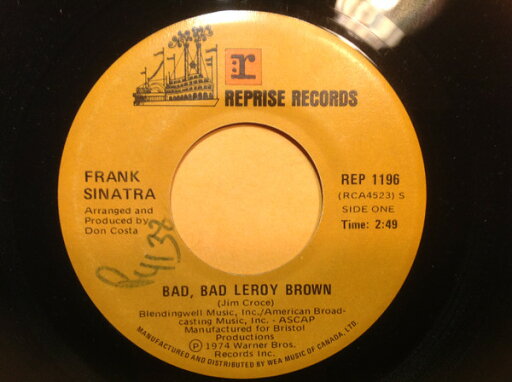 r
REPRISE RECORDS
FRANK
SINATRA
Arranged and
Produced by
Don Costa
REP 1196
(RCA4523) S
SIDE ONE
Time: 2:49
BAD, BAD LEROY BROWN
(Jim Croce)
Blendingwell Music, Inc./American Broad-
casting Music, Inc. - ASCAP
Manufactured for Bristol
Productions
Ⓟ 1974 Warner Bros.
Records Inc.
MANUFACTURED AND DISTRIBUTED BY WEA MUSIC OF CANADA, LTD.